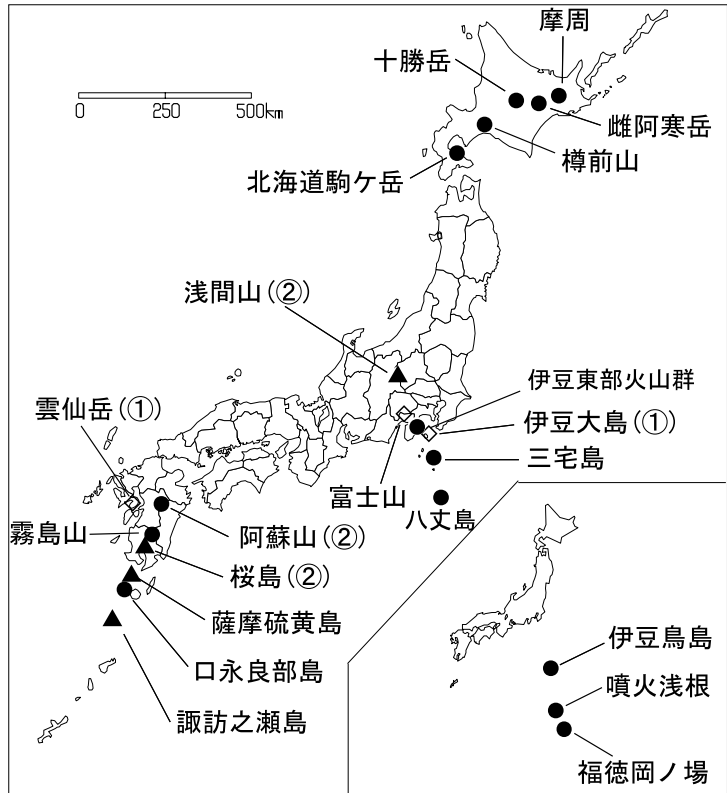 摩周
十勝岳
0 250 500km
雌阿寒岳
樽前山
北海道駒ケ岳
浅間山(②)
伊豆東部火山群
雲仙岳(①)
伊豆大島(①)
三宅島
富士山
八丈島
霧島山
阿蘇山(②)
桜島(②)
薩摩硫黄島
口永良部島
諏訪之瀬島
伊豆鳥島
噴火浅根
福徳岡ノ場